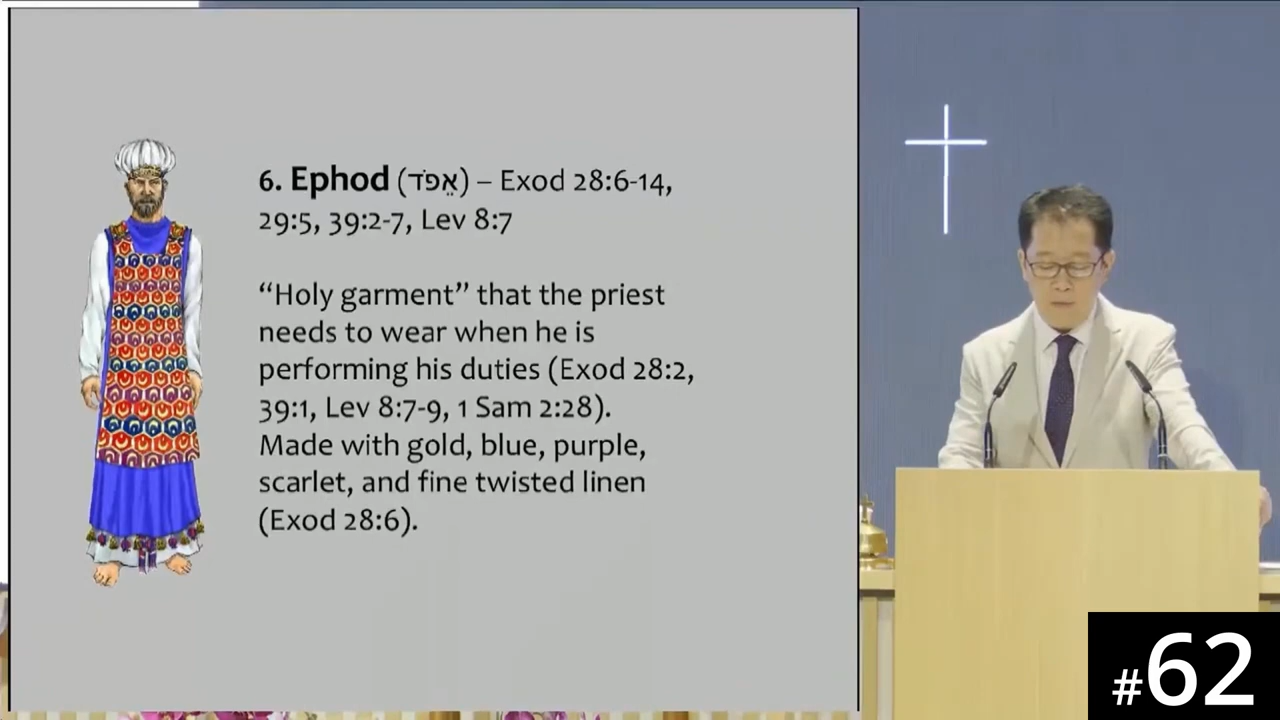 6. Ephod (אֵפֹד) – Exod 28:6-14,
29:5, 39:2-7, Lev 8:7
“Holy garment” that the priest
needs to wear when he is
performing his duties (Exod 28:2,
39:1, Lev 8:7-9, 1 Sam 2:28).
Made with gold, blue, purple,
scarlet, and fine twisted linen
(Exod 28:6).
#62